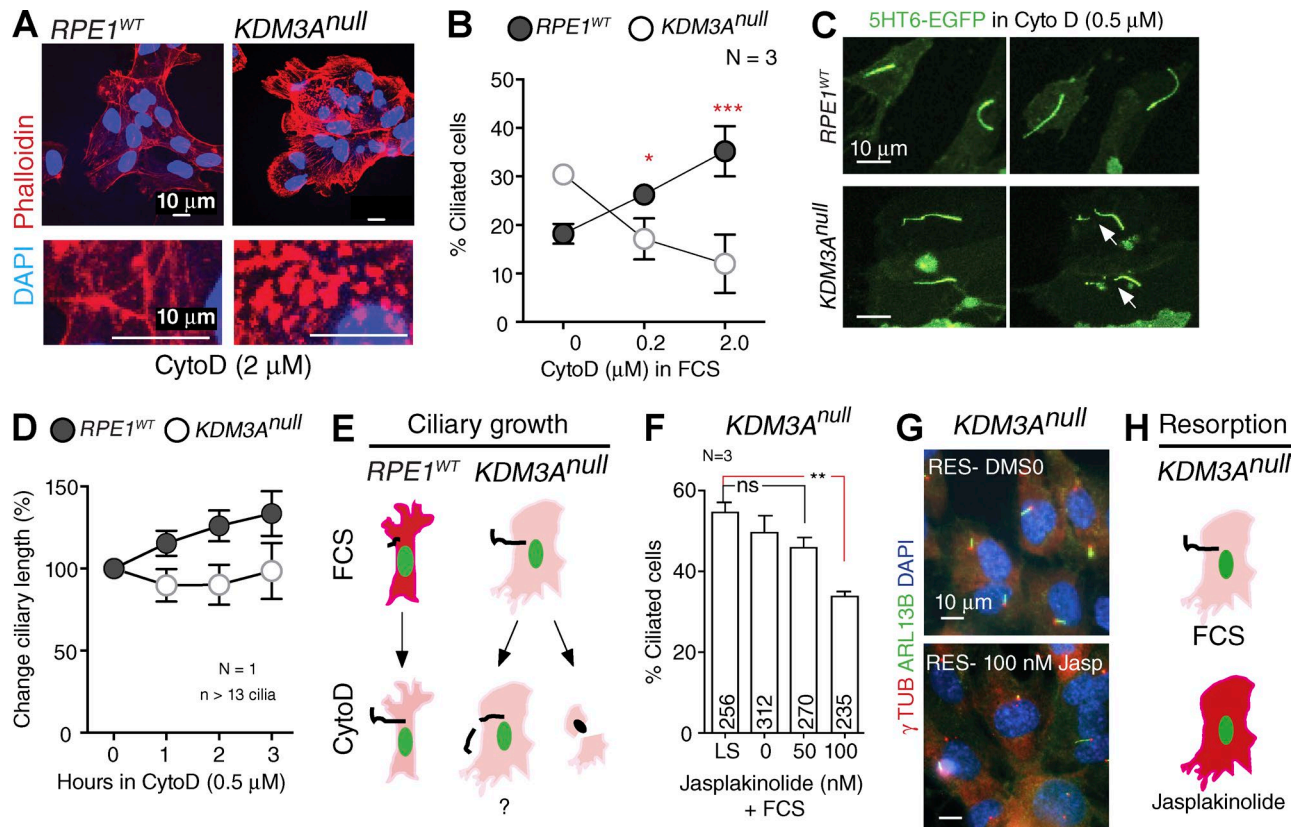 A
RPE1WT
KDM3Anull
Phalloidin
DAPI
10 μm
10 μm
CytoD (2 μM)
B
RPE1WT
KDM3Anull
N = 3
% Ciliated cells
50
40
30
20
10
0
*
***
0
0.2
2.0
CytoD (μM) in FCS
C
5HT6-EGFP in Cyto D (0.5 μM)
RPE1WT
10 μm
KDM3Anull
D
RPE1WT
KDM3Anull
Change ciliary length (%)
150
100
50
0
N = 1
n > 13 cilia
0
1
2
3
Hours in CytoD (0.5 μM)
E
Ciliary growth
RPE1WT
KDM3Anull
FCS
CytoD
?
F
KDM3Anull
N=3
**
ns
% Ciliated cells
60
40
20
0
256
312
270
235
LS
0
50
100
Jasplakinolide (nM)
+ FCS
G
KDM3Anull
γ TUB ARL13B DAPI
RES- DMS0
10 μm
RES- 100 nM Jasp
H
Resorption
KDM3Anull
FCS
Jasplakinolide